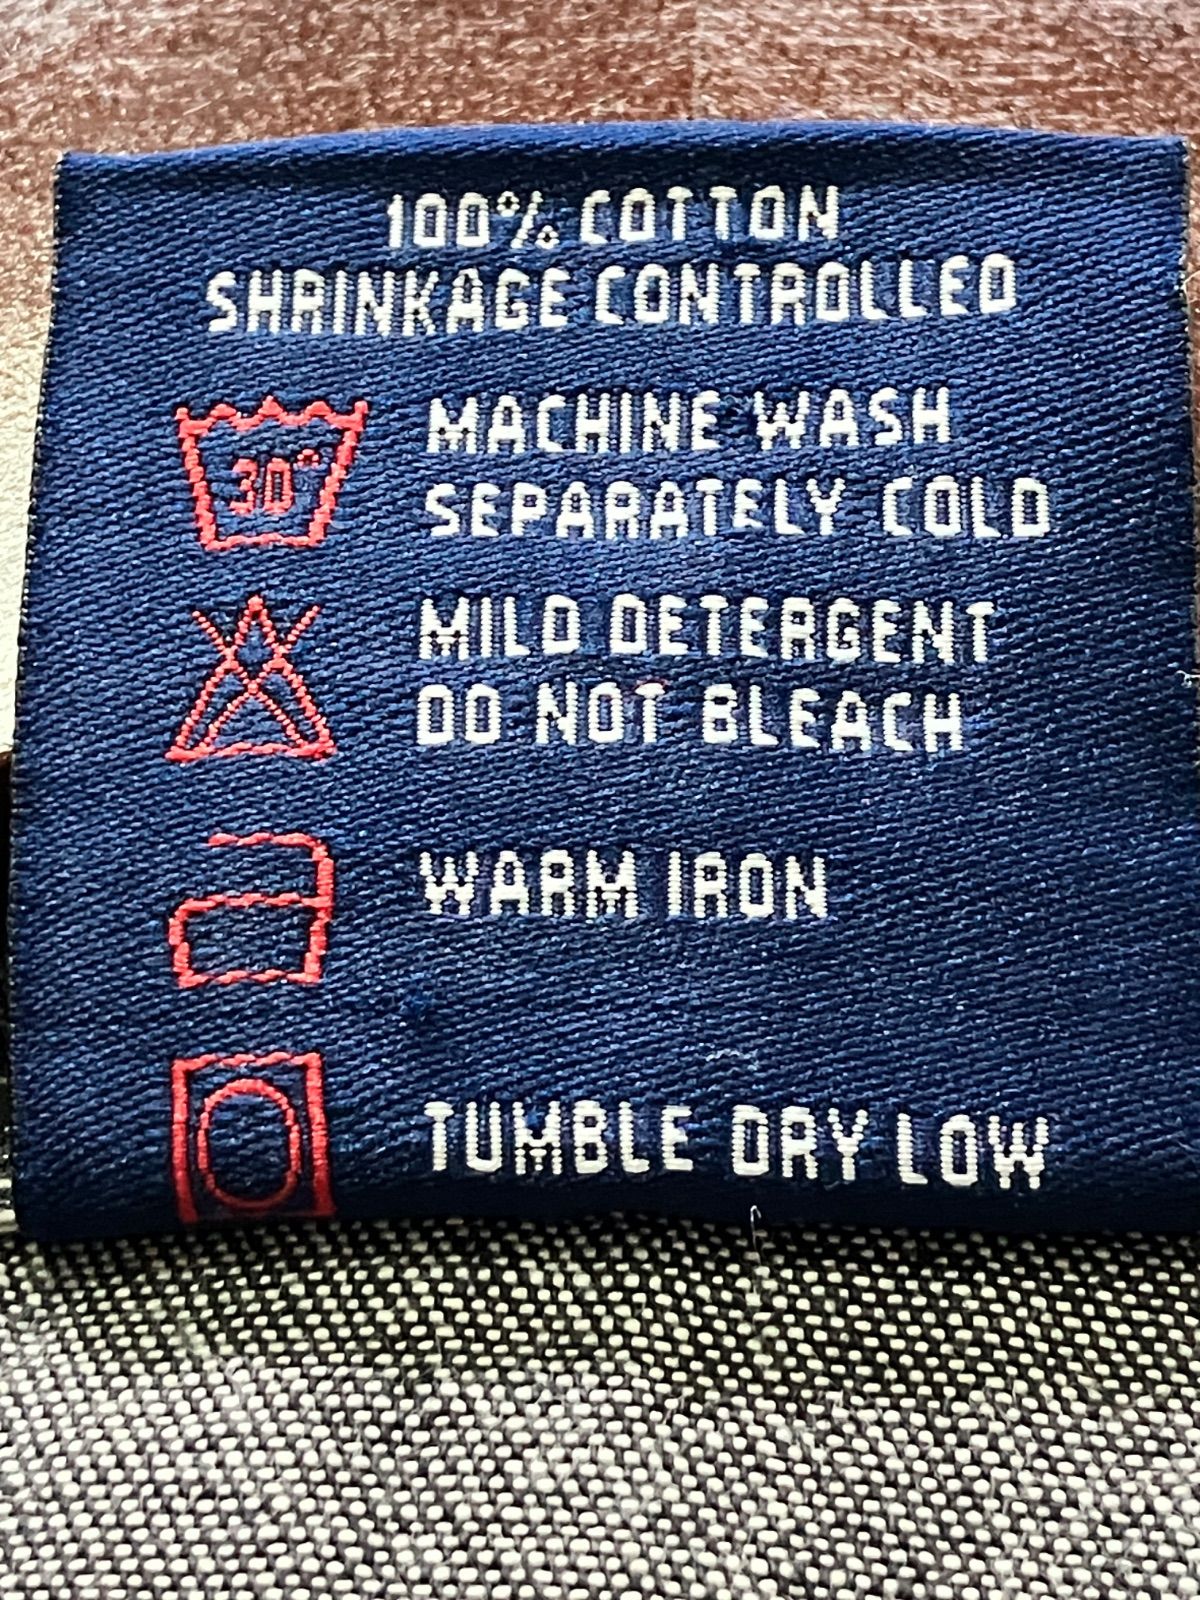 100% COTTON
SHRINKAGE CONTROLLED
30° MACHINE WASH
SEPARATELY COLD
MILD DETERGENT
DO NOT BLEACH
WARM IRON
TUMBLE DRY LOW